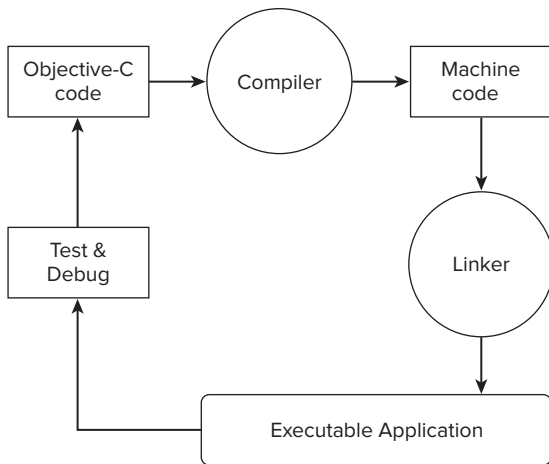 Objective-C
code
Compiler
Machine
code
Test &
Debug
Linker
Executable Application